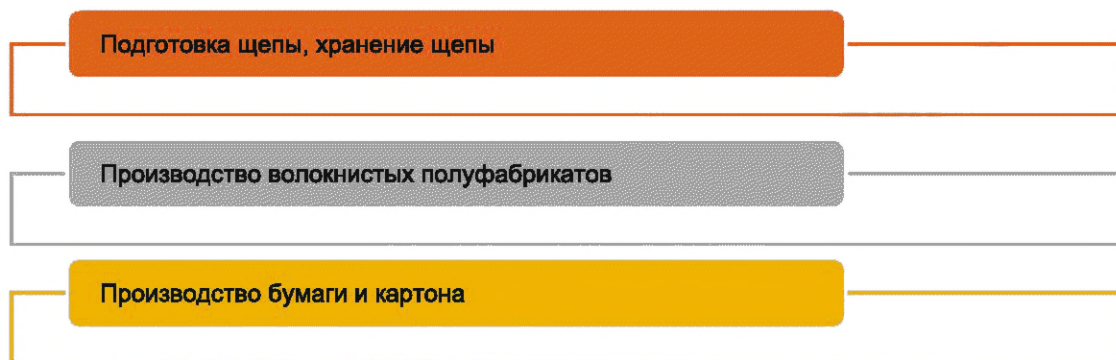 Подготовка щепы, хранение щепы
Производство волокнистых полуфабрикатов
Производство бумаги и картона